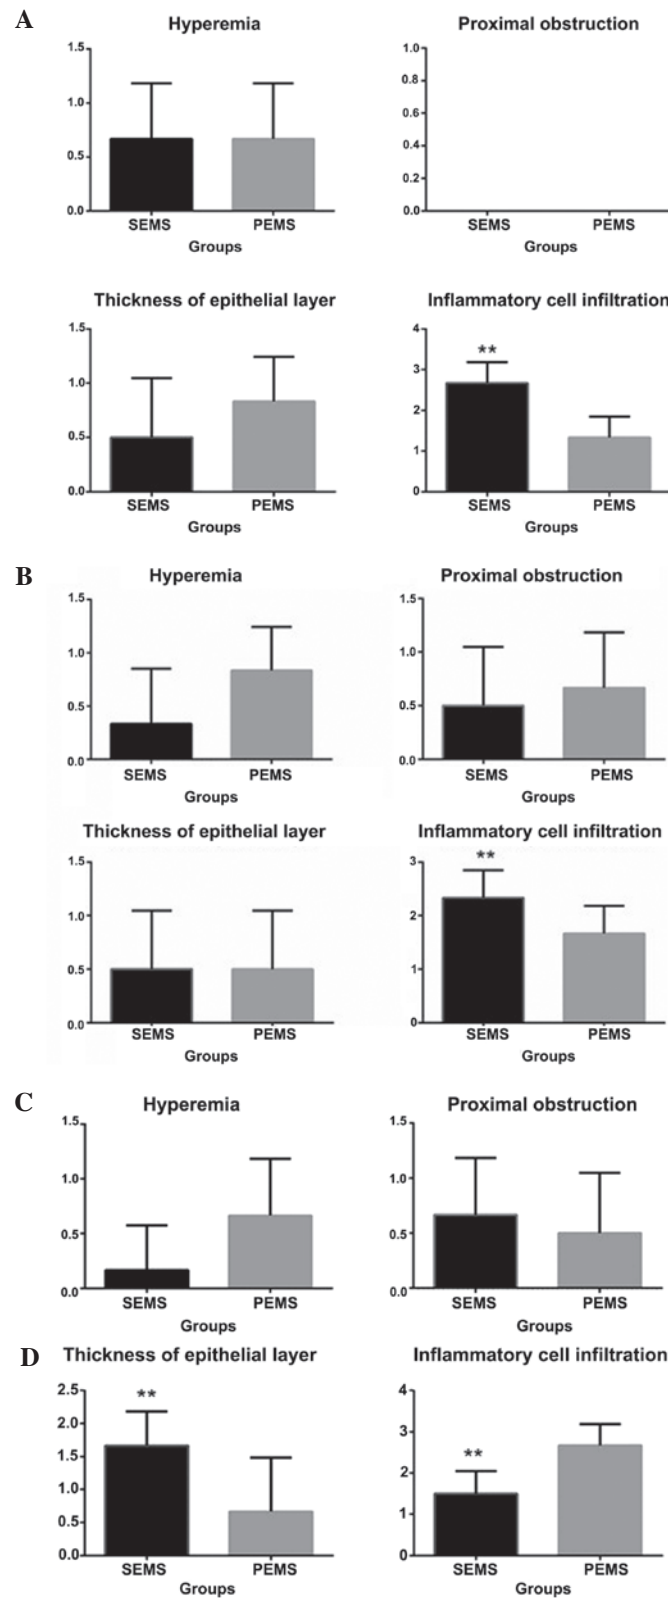 A
Hyperemia
Proximal obstruction
1.5
1.0
0.5
0.0
SEMS PEMS
Groups
1.0
0.8
0.6
0.4
0.2
0.0
SEMS PEMS
Groups
Thickness of epithelial layer
Inflammatory cell infiltration
1.5
1.0
0.5
0.0
SEMS PEMS
Groups
4
3
2
1
0
**
SEMS PEMS
Groups
B
Hyperemia
Proximal obstruction
1.5
1.0
0.5
0.0
SEMS PEMS
Groups
1.5
1.0
0.5
0.0
SEMS PEMS
Groups
Thickness of epithelial layer
Inflammatory cell infiltration
1.5
1.0
0.5
0.0
SEMS PEMS
Groups
3
2
1
0
**
SEMS PEMS
Groups
C
Hyperemia
Proximal obstruction
1.5
1.0
0.5
0.0
SEMS PEMS
Groups
1.5
1.0
0.5
0.0
SEMS PEMS
Groups
D
Thickness of epithelial layer
Inflammatory cell infiltration
2.5
2.0
1.5
1.0
0.5
0.0
**
SEMS PEMS
Groups
4
3
2
1
0
**
SEMS PEMS
Groups